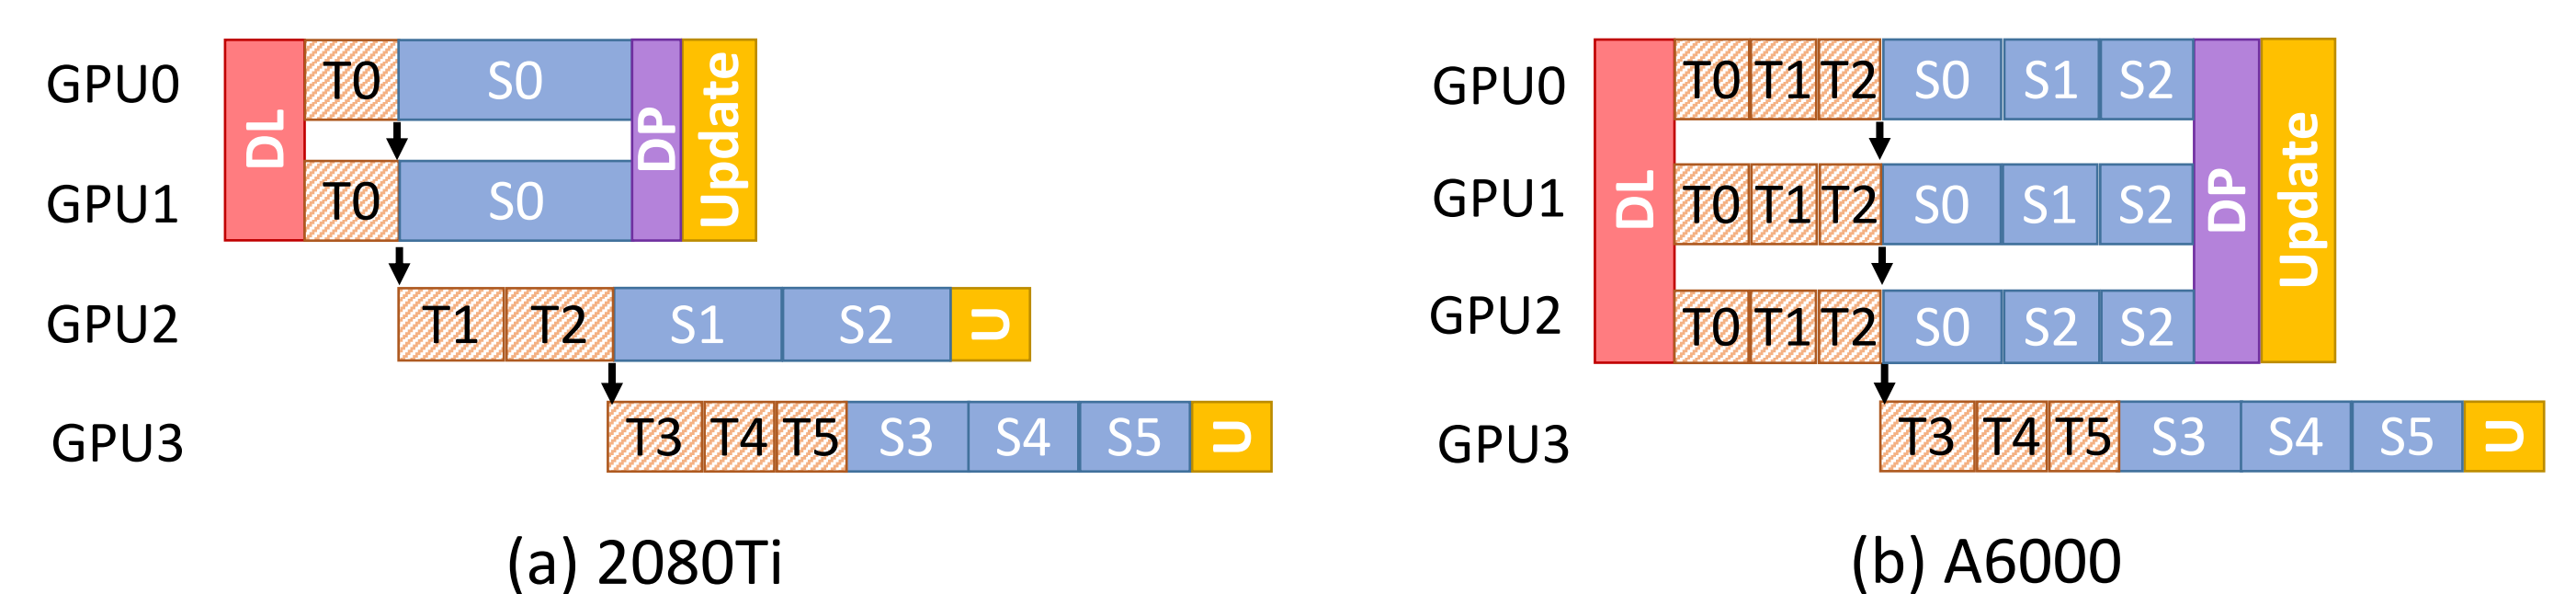 GPU0 DL T0 S0 DP Update
GPU1 T0 S0
GPU2 T1 T2 S1 S2 U
GPU3 T3 T4 T5 S3 S4 S5 U
(a) 2080Ti
GPU0 DL T0 T1 T2 S0 S1 S2 DP Update
GPU1 T0 T1 T2 S0 S1 S2
GPU2 T0 T1 T2 S0 S2 S2
GPU3 T3 T4 T5 S3 S4 S5 U
(b) A6000